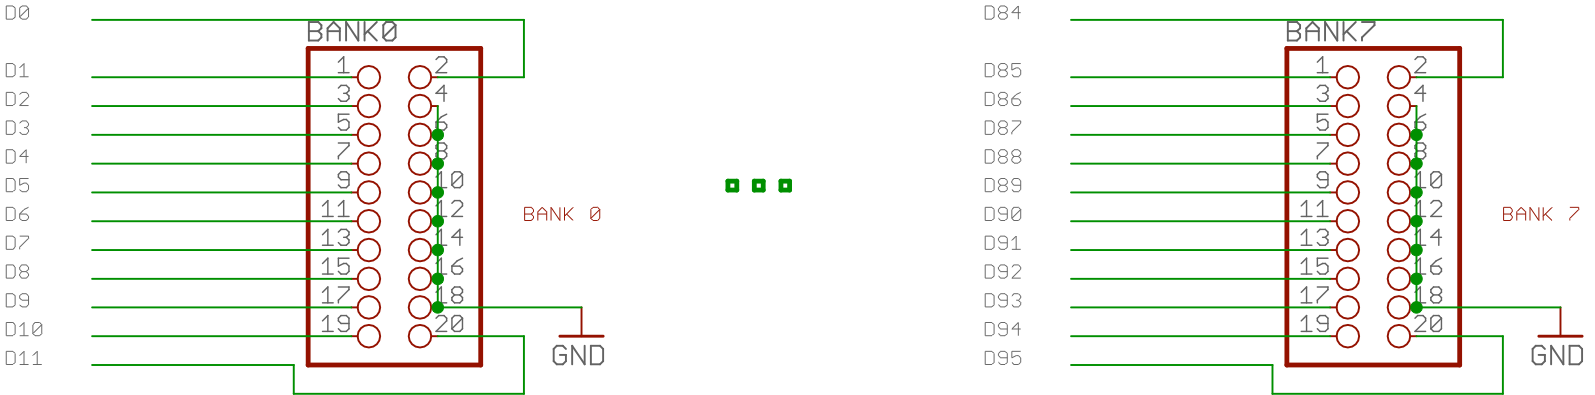 D0
BANK0
D1 1 2
D2 3 4
D3 5 6
D4 7 8
D5 9 10
D6 11 12
BANK 0
D7 13 14
D8 15 16
D9 17 18
D10 19 20
D11
GND
D84
BANK7
D85 1 2
D86 3 4
D87 5 6
D88 7 8
D89 9 10
D90 11 12
BANK 7
D91 13 14
D92 15 16
D93 17 18
D94 19 20
D95
GND